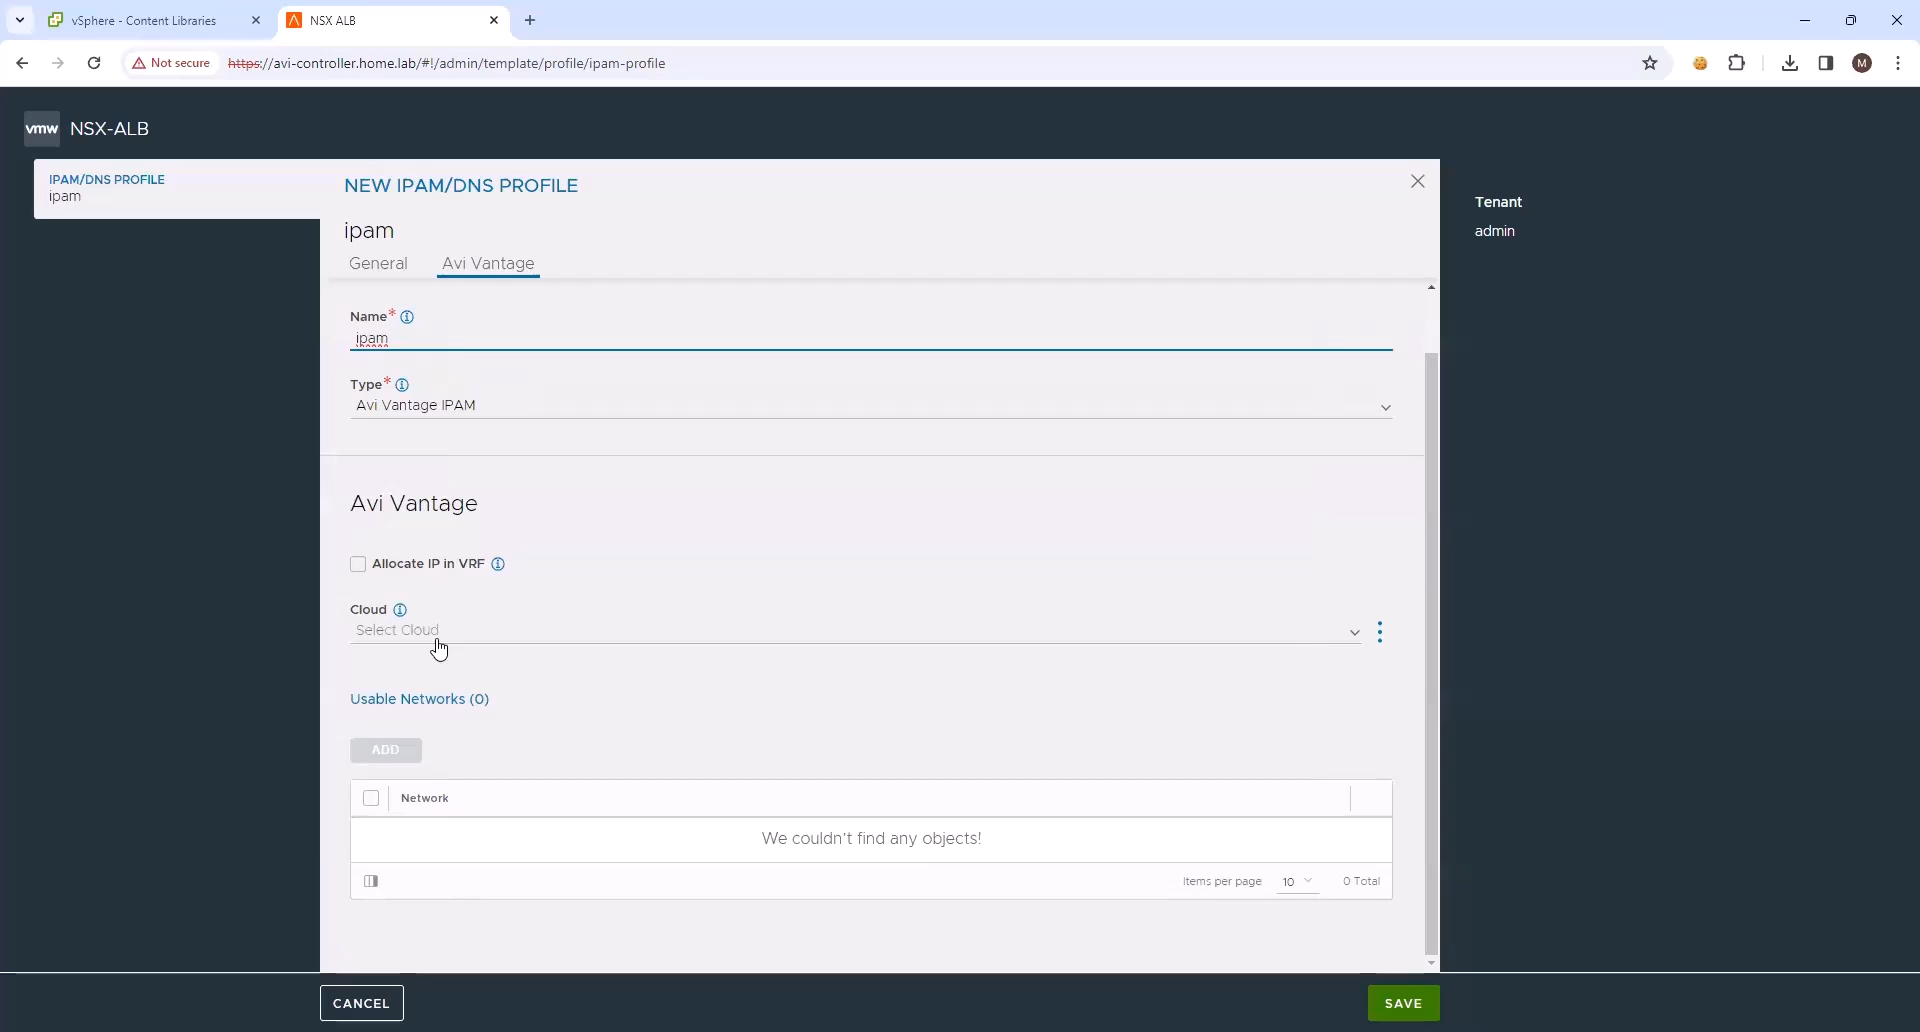 vSphere - Content Libraries
NSX ALB
Not secure
https://avi-controller.home.lab/#!/admin/template/profile/ipam-profile
M
vmw NSX-ALB
IPAM/DNS PROFILE
ipam
NEW IPAM/DNS PROFILE
ipam
General
Avi Vantage
Tenant
admin
Name*
ipam
Type*
Avi Vantage IPAM
Avi Vantage
Allocate IP in VRF
Cloud
Select Cloud
Usable Networks (0)
ADD
Network
We couldn't find any objects!
Items per page 10 0 Total
CANCEL
SAVE